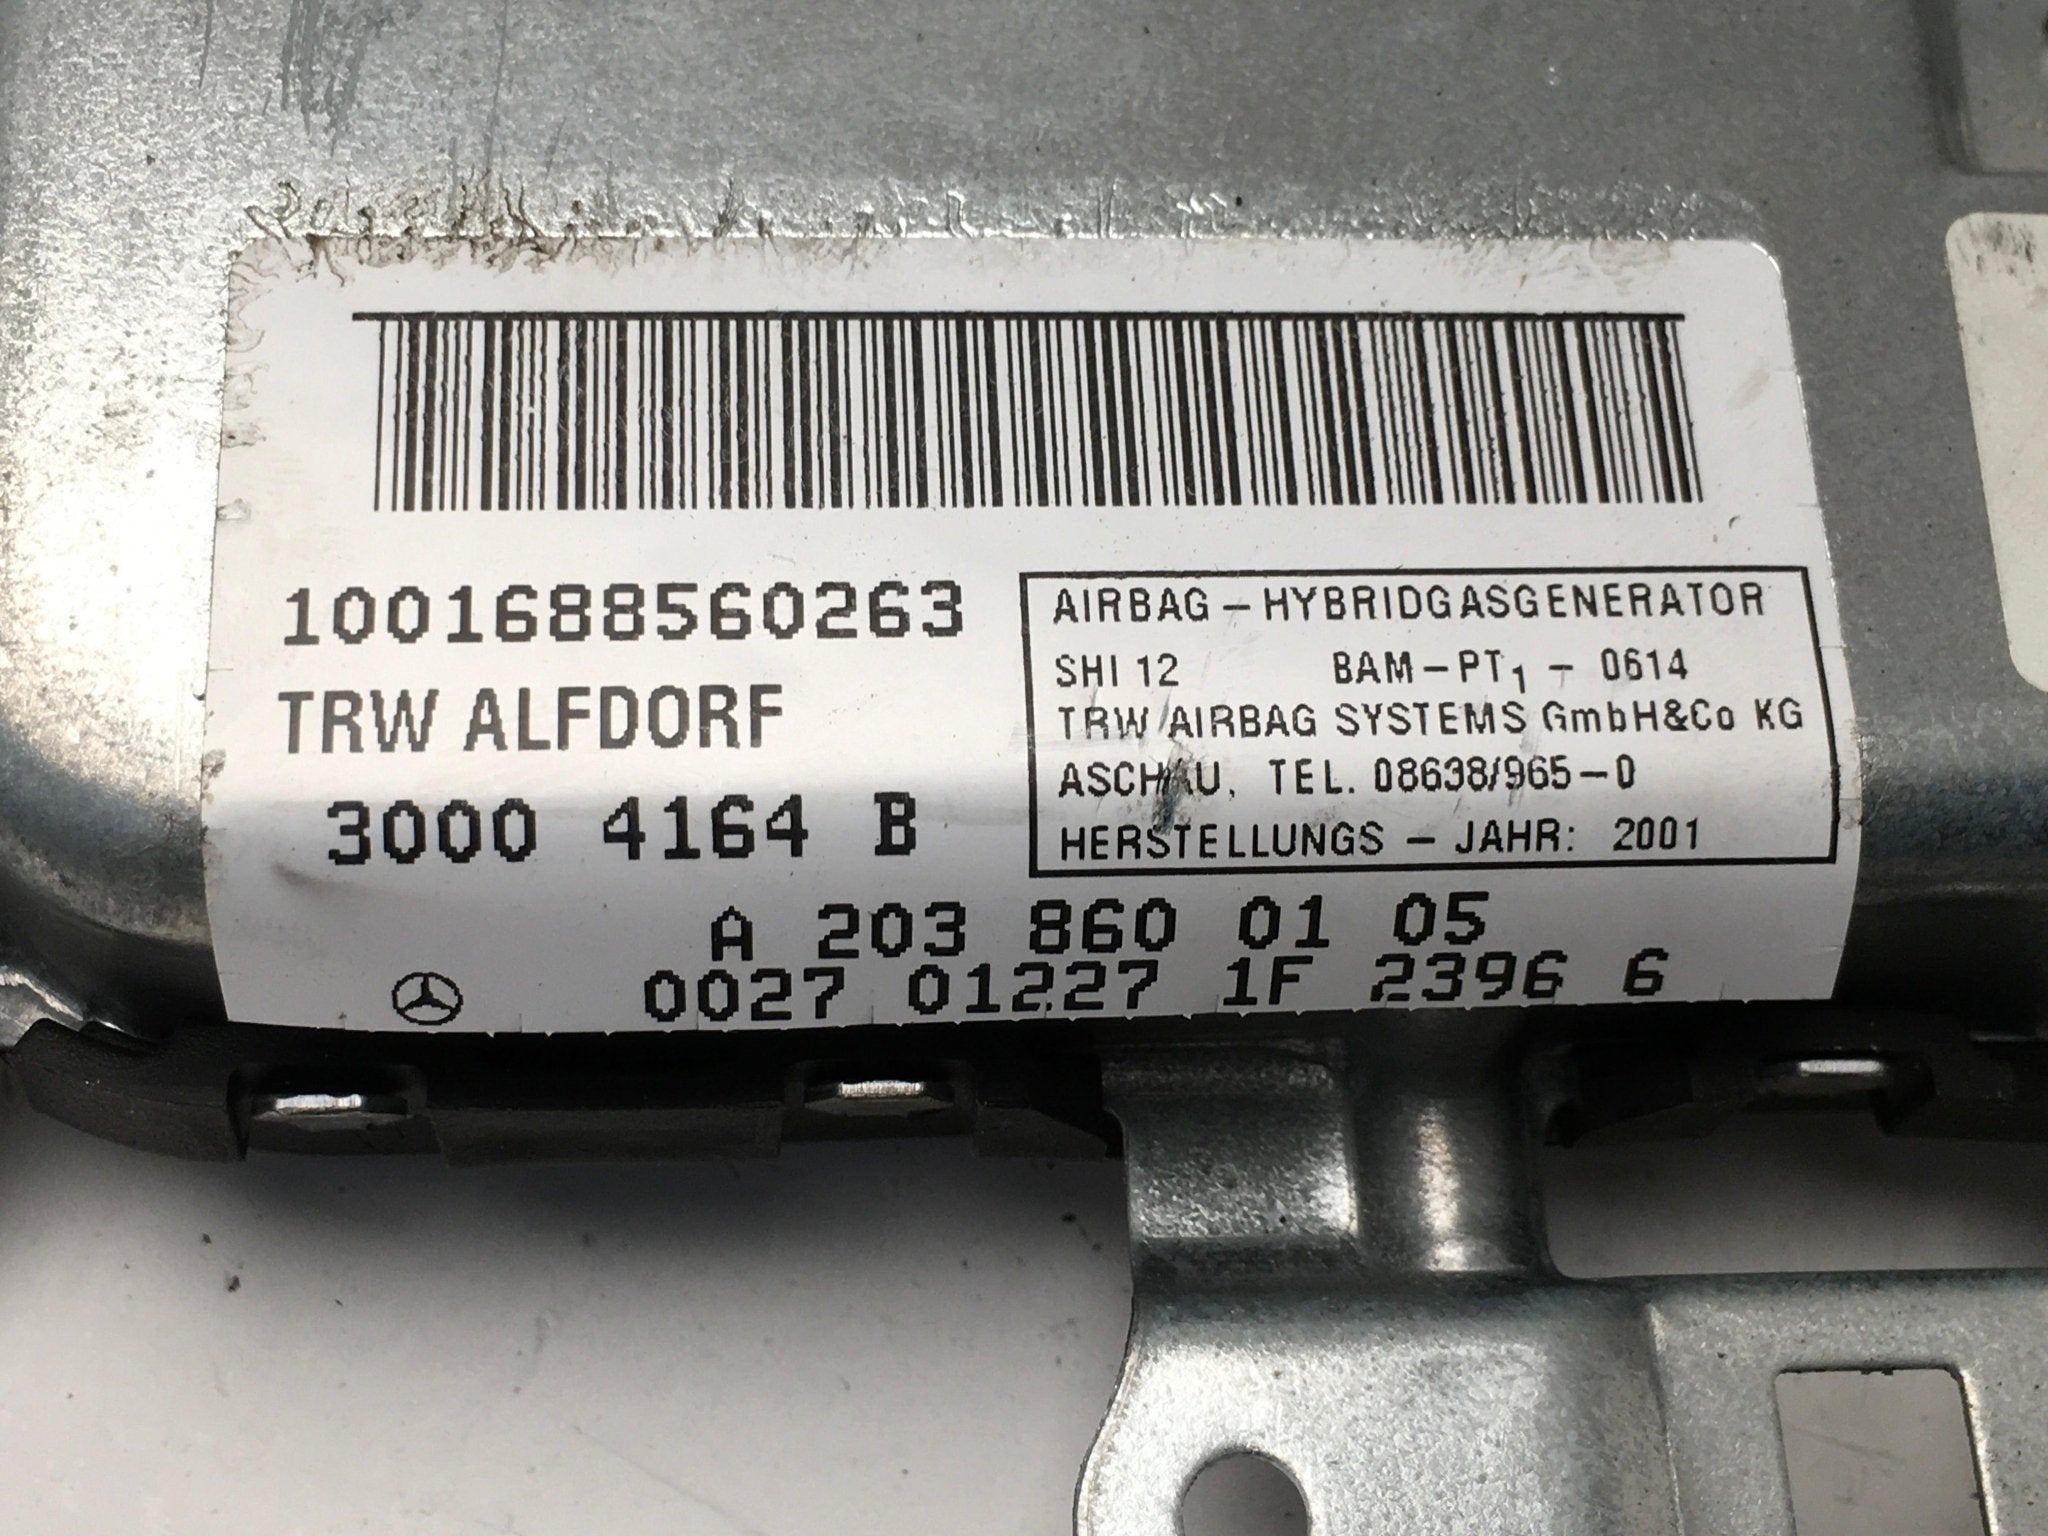 1001688560263
TRW ALFDORF
3000 4164 B
AIRBAG – HYBRIDGASGENERATOR
SHI 12 BAM – PT1 – 0614
TRW AIRBAG SYSTEMS GmbH&Co KG
ASCHAU, TEL. 08638/965–0
HERSTELLUNGS – JAHR: 2001
A 203 860 01 05
0027 01227 1F 2396 6